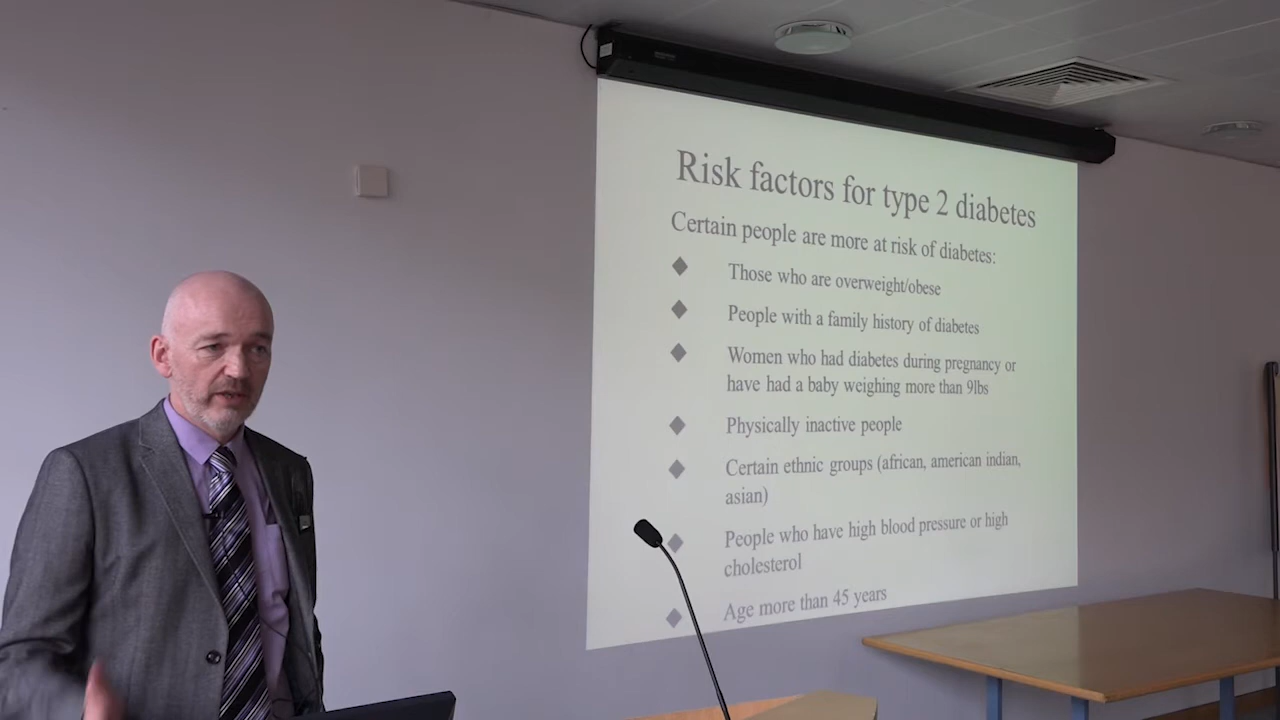 Risk factors for type 2 diabetes
Certain people are more at risk of diabetes:
Those who are overweight/obese
People with a family history of diabetes
Women who had diabetes during pregnancy or
have had a baby weighing more than 9lbs
Physically inactive people
Certain ethnic groups (african, american indian,
asian)
People who have high blood pressure or high
cholesterol
Age more than 45 years